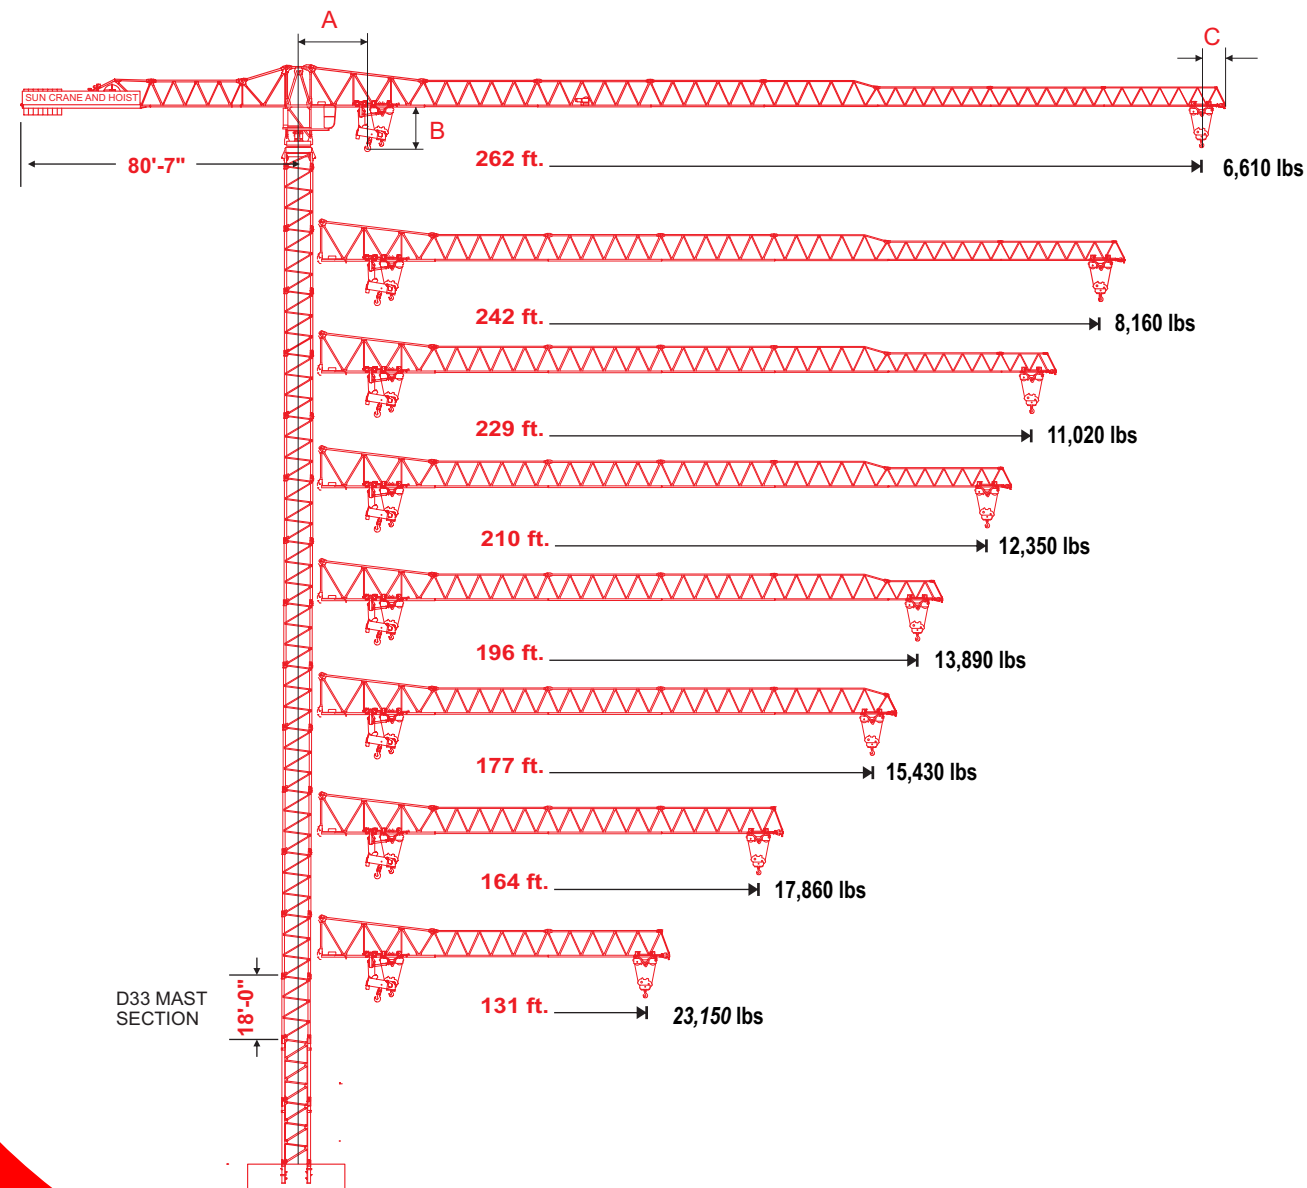 A
C
SUN CRANE AND HOIST
B
80'-7"
262 ft.
6,610 lbs
242 ft.
8,160 lbs
229 ft.
11,020 lbs
210 ft.
12,350 lbs
196 ft.
13,890 lbs
177 ft.
15,430 lbs
164 ft.
17,860 lbs
131 ft.
23,150 lbs
D33 MAST
SECTION
18'-0"